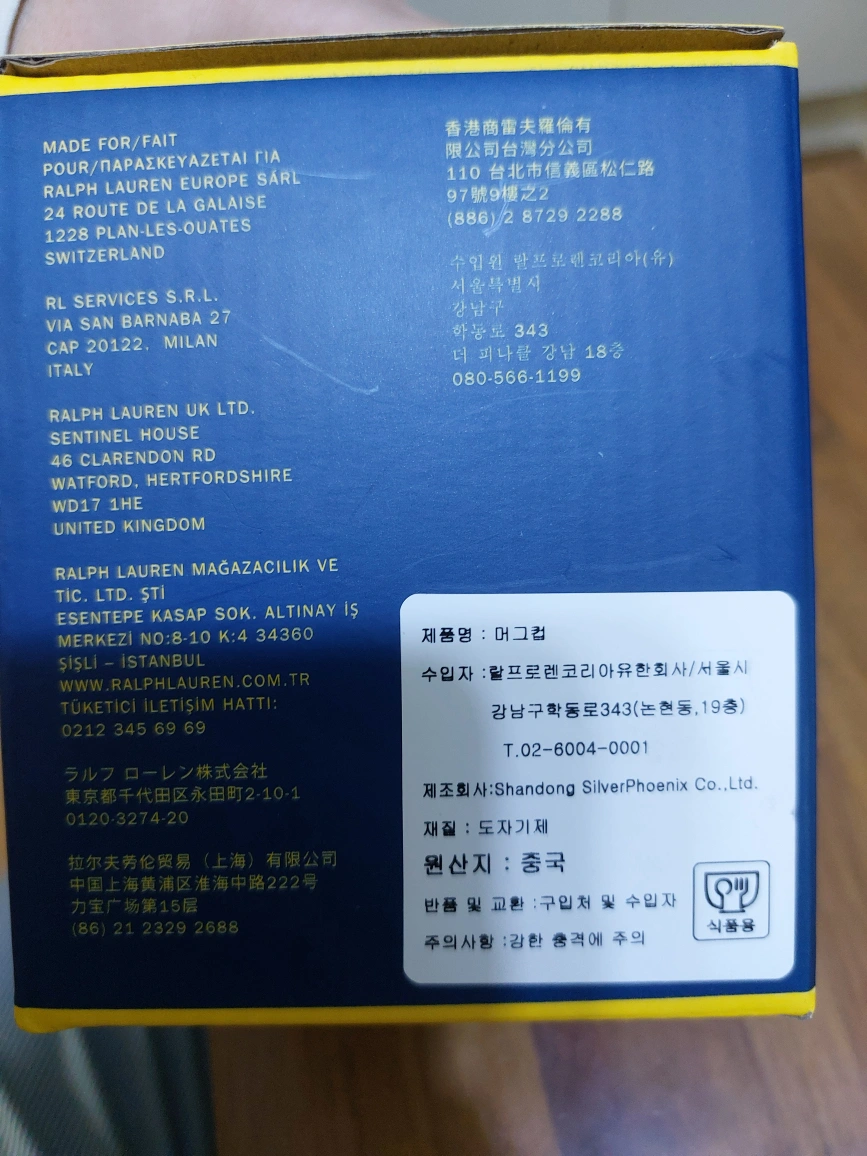 MADE FOR/FAIT
POUR/ΠΑΡΑΣΚΕΥΑΖΕΤΑΙ ΓΙΑ
RALPH LAUREN EUROPE SÁRL
24 ROUTE DE LA GALAISE
1228 PLAN-LES-OUATES
SWITZERLAND
RL SERVICES S.R.L.
VIA SAN BARNABA 27
CAP 20122, MILAN
ITALY
RALPH LAUREN UK LTD.
SENTINEL HOUSE
46 CLARENDON RD
WATFORD, HERTFORDSHIRE
WD17 1HE
UNITED KINGDOM
RALPH LAUREN MAĞAZACILIK VE
TİC. LTD. ŞTİ
ESENTEPE KASAP SOK. ALTINAY İŞ
MERKEZİ NO:8-10 K:4 34360
ŞİŞLİ – İSTANBUL
WWW.RALPHLAUREN.COM.TR
TÜKETİCİ İLETİŞİM HATTI:
0212 345 69 69
ラルフ ローレン株式会社
東京都千代田区永田町2-10-1
0120-3274-20
拉尔夫劳伦贸易（上海）有限公司
中国上海黄浦区淮海中路222号
力宝广场第15层
(86) 21 2329 2688
香港商雷夫羅倫有
限公司台灣分公司
110 台北市信義區松仁路
97號9樓之2
(886) 2 8729 2288
수입원 랄프로렌코리아(유)
서울특별시
강남구
학동로 343
더 피나클 강남 18층
080-566-1199
제품명 : 머그컵
수입자 :랄프로렌코리아유한회사/서울시
강남구학동로343(논현동,19층)
T.02-6004-0001
제조회사:Shandong SilverPhoenix Co.,Ltd.
재질 : 도자기제
원산지 : 중국
반품 및 교환 :구입처 및 수입자
주의사항 :강한 충격에 주의
식품용